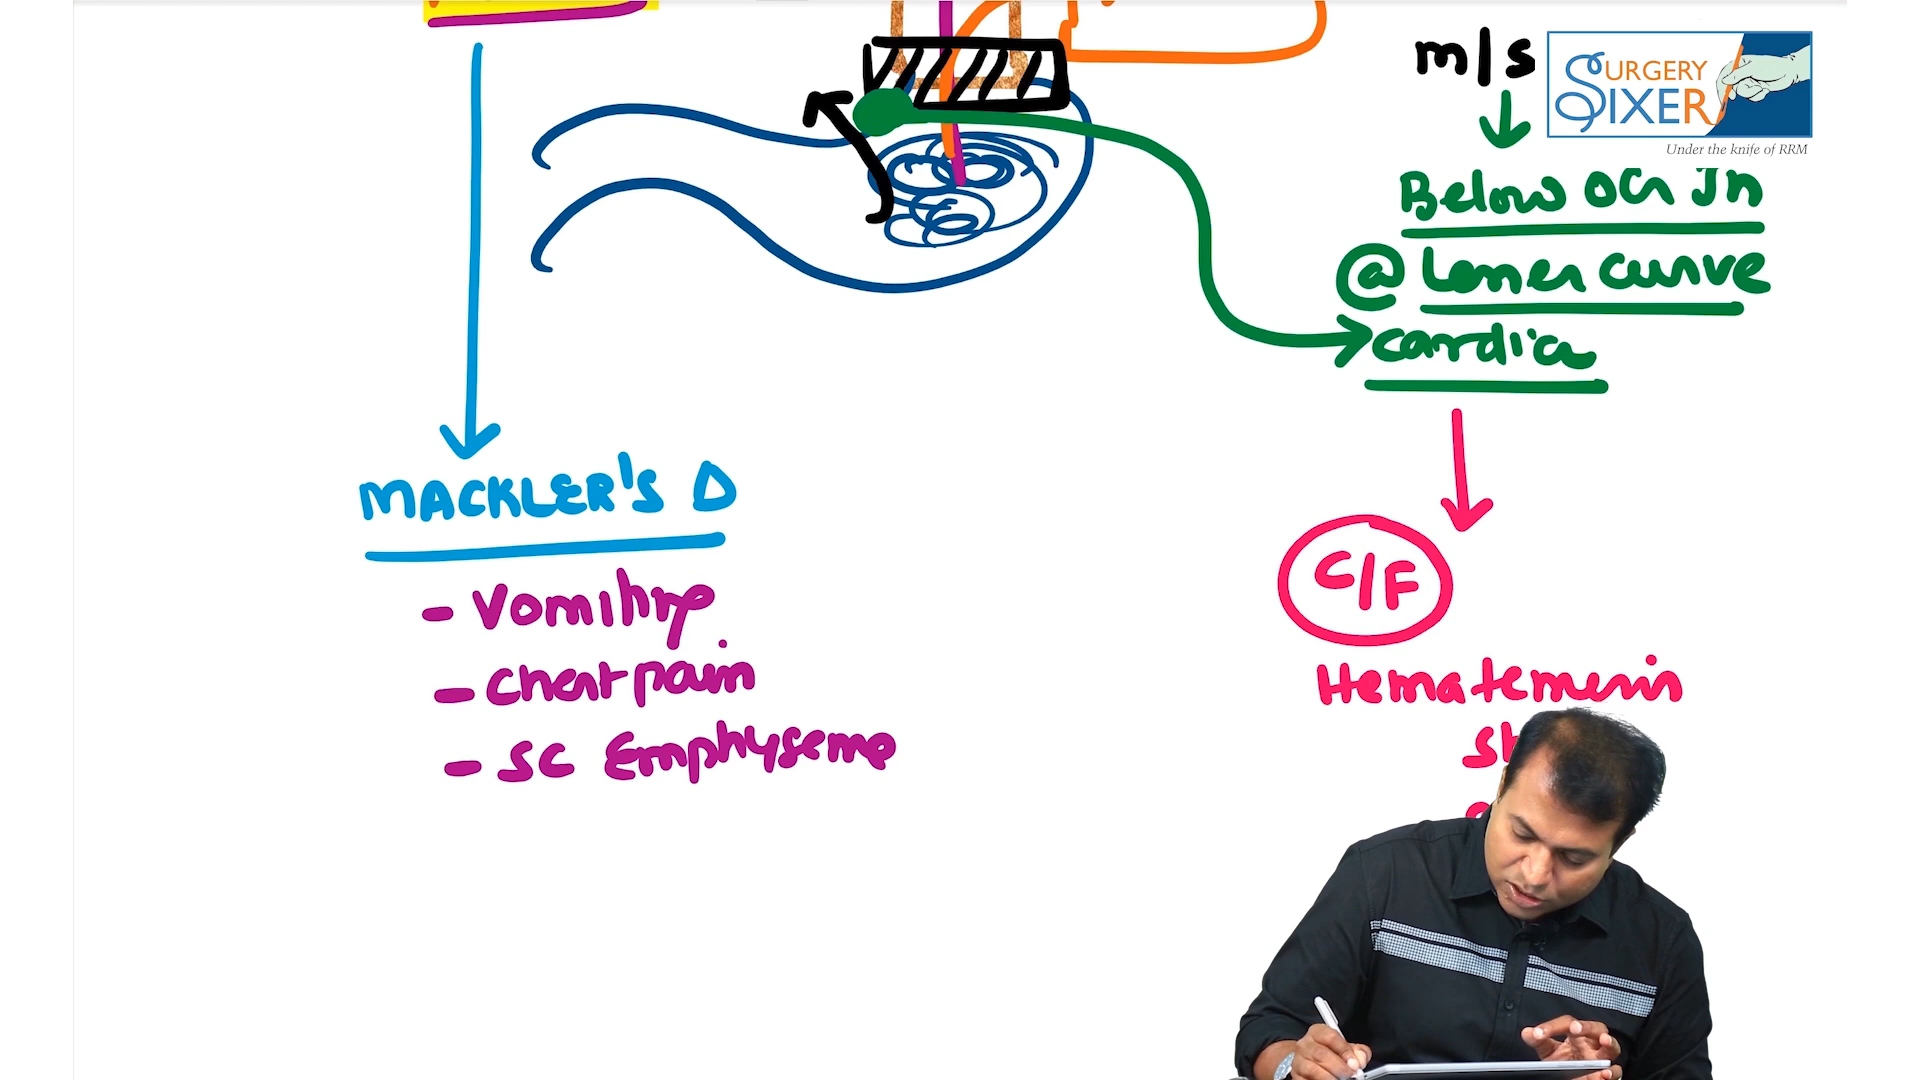 m/s
SURGERY
SIXER
Under the knife of RRM
Below OG Jn
@ Lesser curve
cardia
MACKLER'S Δ
- Vomiting
- Chest pain
- SC Emphysema
C/F
Hematemesis